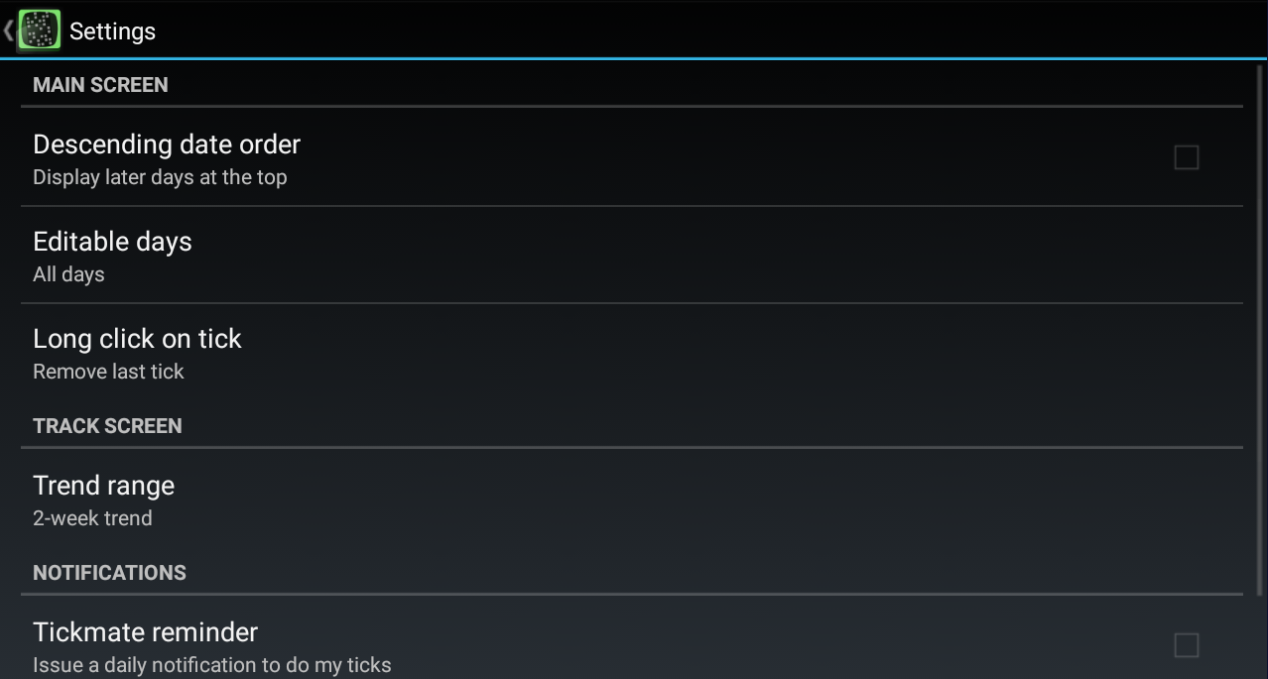 Settings
MAIN SCREEN
Descending date order
Display later days at the top
Editable days
All days
Long click on tick
Remove last tick
TRACK SCREEN
Trend range
2-week trend
NOTIFICATIONS
Tickmate reminder
Issue a daily notification to do my ticks